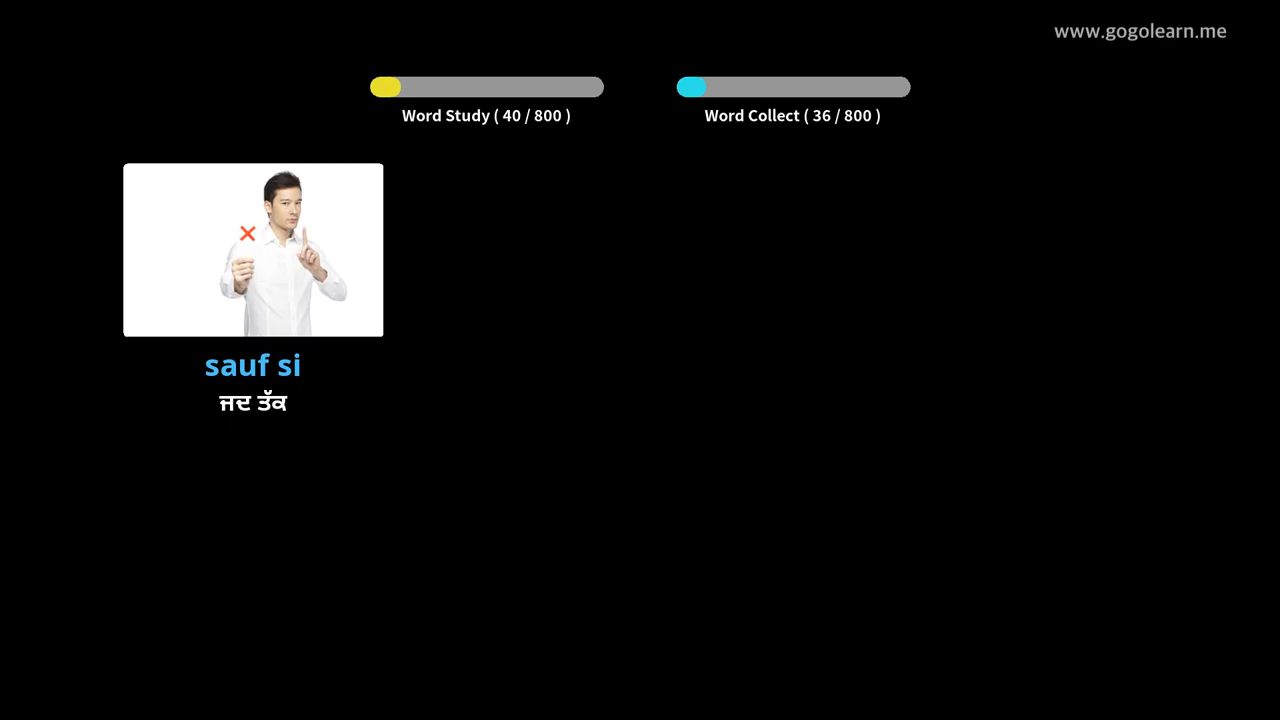 www.gogolearn.me
Word Study ( 40 / 800 )
Word Collect ( 36 / 800 )
sauf si
ਜਦ ਤੱਕ